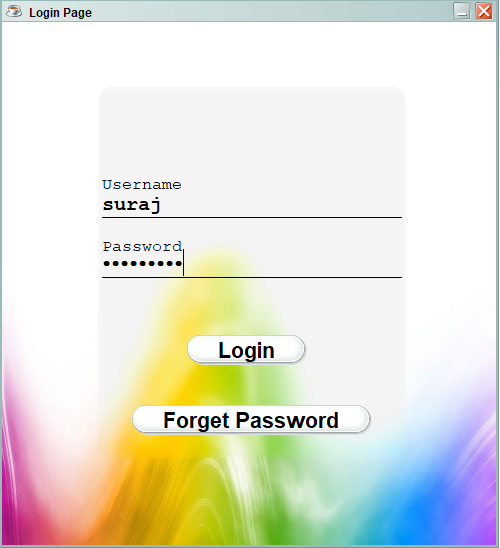 Login Page
Username
suraj
Password
•••••••••
Login
Forget Password